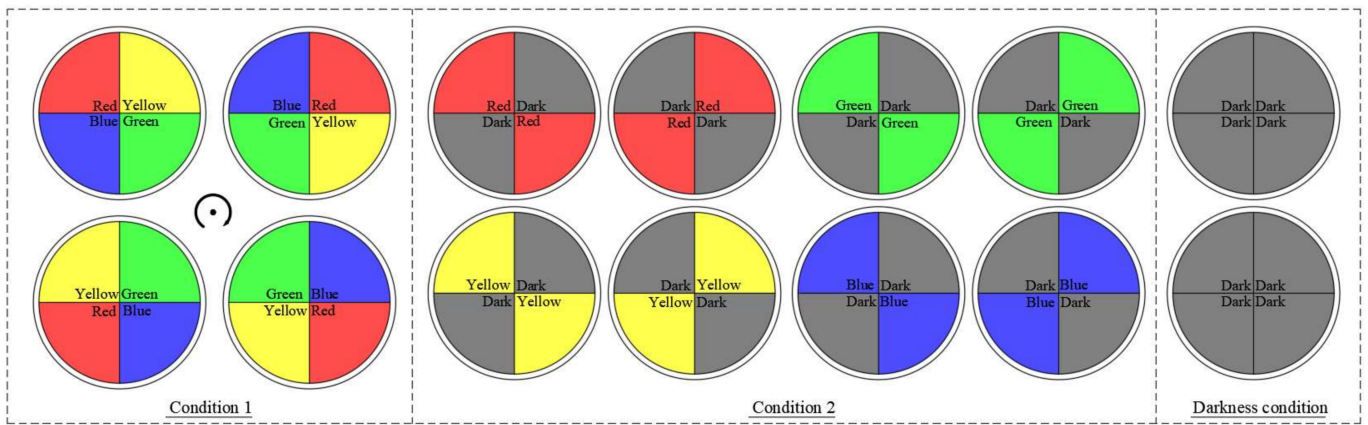 Red Yellow
Blue Green
Blue Red
Green Yellow
Yellow Green
Red Blue
Green Blue
Yellow Red
Condition 1
Red Dark
Dark Red
Dark Red
Red Dark
Green Dark
Dark Green
Dark Green
Green Dark
Yellow Dark
Dark Yellow
Dark Yellow
Yellow Dark
Blue Dark
Dark Blue
Dark Blue
Blue Dark
Condition 2
Dark Dark
Dark Dark
Dark Dark
Dark Dark
Darkness condition